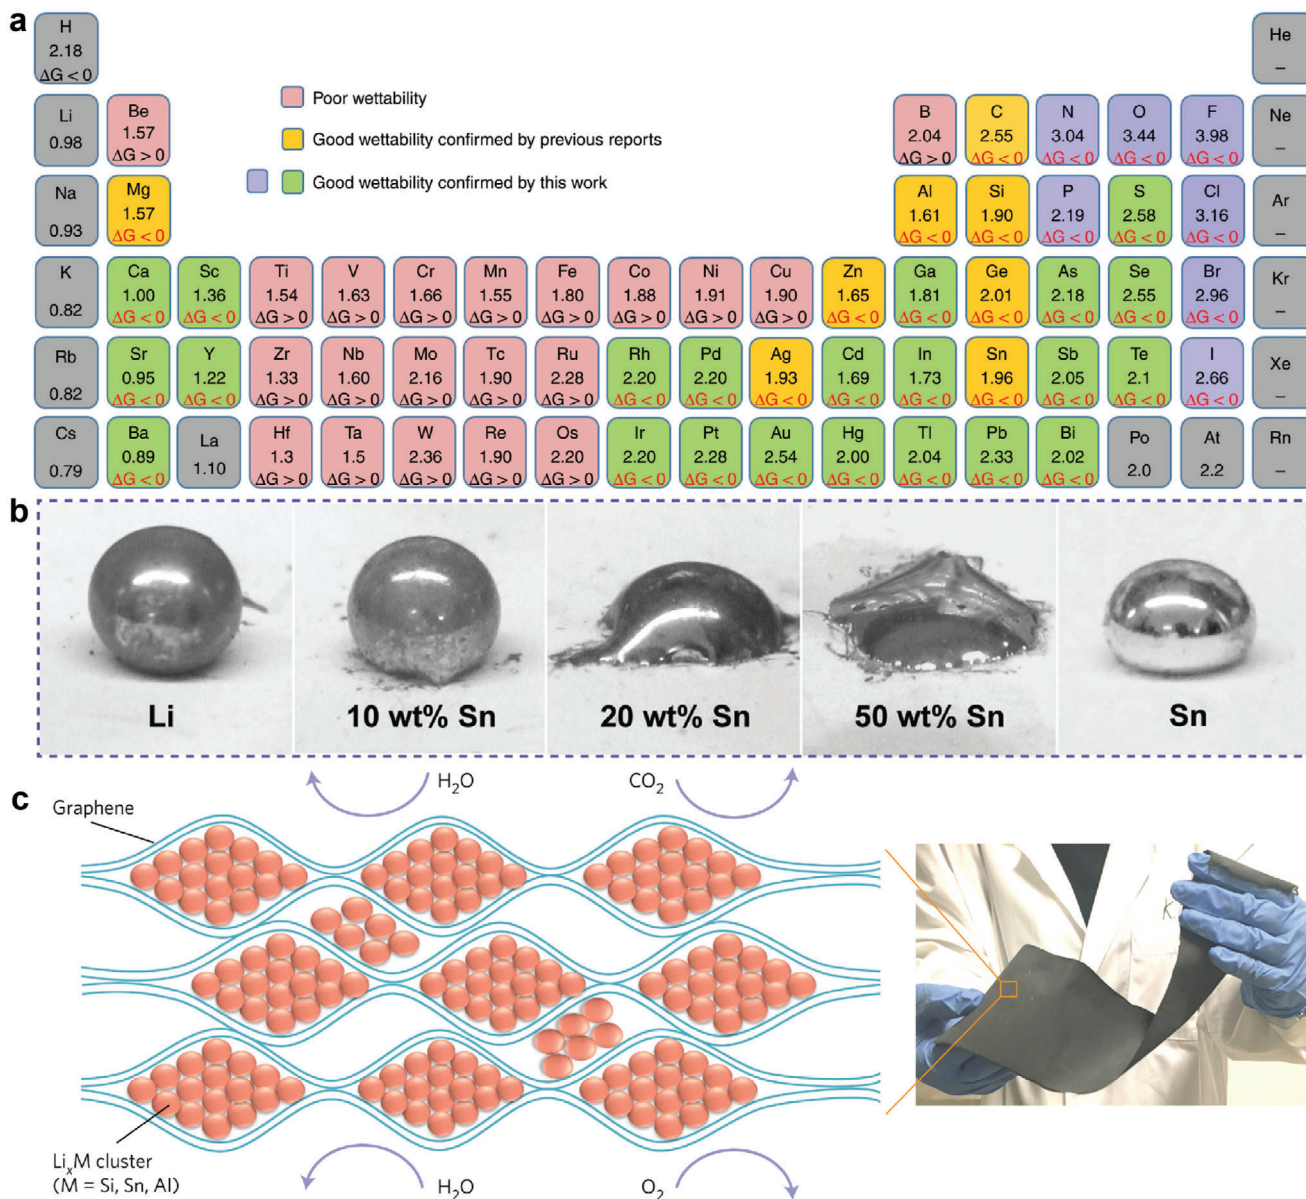 a
H
2.18
ΔG < 0
He
–
Poor wettability
Good wettability confirmed by previous reports
Good wettability confirmed by this work
Li
0.98
Be
1.57
ΔG > 0
B
2.04
ΔG > 0
C
2.55
ΔG < 0
N
3.04
ΔG < 0
O
3.44
ΔG < 0
F
3.98
ΔG < 0
Ne
–
Na
0.93
Mg
1.57
ΔG < 0
Al
1.61
ΔG < 0
Si
1.90
ΔG < 0
P
2.19
ΔG < 0
S
2.58
ΔG < 0
Cl
3.16
ΔG < 0
Ar
–
K
0.82
Ca
1.00
ΔG < 0
Sc
1.36
ΔG < 0
Ti
1.54
ΔG > 0
V
1.63
ΔG > 0
Cr
1.66
ΔG > 0
Mn
1.55
ΔG > 0
Fe
1.80
ΔG > 0
Co
1.88
ΔG > 0
Ni
1.91
ΔG > 0
Cu
1.90
ΔG > 0
Zn
1.65
ΔG < 0
Ga
1.81
ΔG < 0
Ge
2.01
ΔG < 0
As
2.18
ΔG < 0
Se
2.55
ΔG < 0
Br
2.96
ΔG < 0
Kr
–
Rb
0.82
Sr
0.95
ΔG < 0
Y
1.22
ΔG < 0
Zr
1.33
ΔG > 0
Nb
1.60
ΔG > 0
Mo
2.16
ΔG > 0
Tc
1.90
ΔG > 0
Ru
2.28
ΔG > 0
Rh
2.20
ΔG < 0
Pd
2.20
ΔG < 0
Ag
1.93
ΔG < 0
Cd
1.69
ΔG < 0
In
1.73
ΔG < 0
Sn
1.96
ΔG < 0
Sb
2.05
ΔG < 0
Te
2.1
ΔG < 0
I
2.66
ΔG < 0
Xe
–
Cs
0.79
Ba
0.89
ΔG < 0
La
1.10
Hf
1.3
ΔG > 0
Ta
1.5
ΔG > 0
W
2.36
ΔG > 0
Re
1.90
ΔG > 0
Os
2.20
ΔG > 0
Ir
2.20
ΔG < 0
Pt
2.28
ΔG < 0
Au
2.54
ΔG < 0
Hg
2.00
ΔG < 0
Tl
2.04
ΔG < 0
Pb
2.33
ΔG < 0
Bi
2.02
ΔG < 0
Po
2.0
At
2.2
Rn
–
b
Li
10 wt% Sn
20 wt% Sn
50 wt% Sn
Sn
c
H₂O
CO₂
Graphene
K.
LiₓM cluster
(M = Si, Sn, Al)
H₂O
O₂